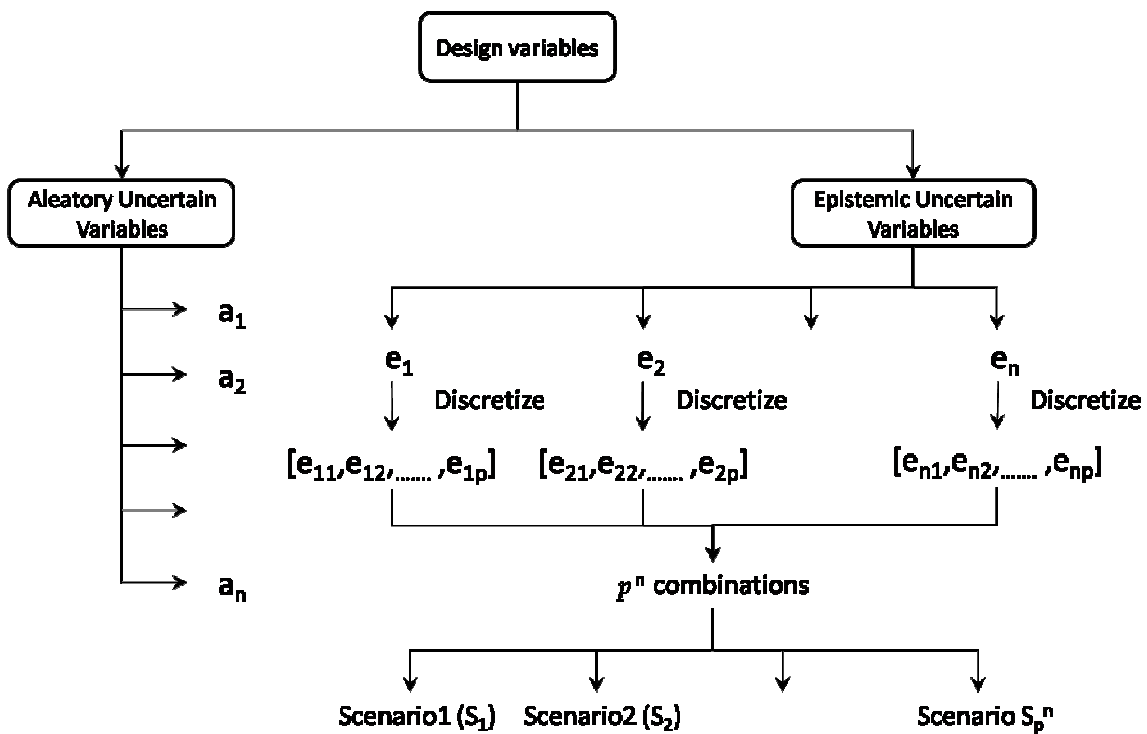 Design variables
Aleatory Uncertain
Variables
Epistemic Uncertain
Variables
a₁
a₂
aₙ
e₁ e₂ eₙ
Discretize Discretize Discretize
[e₁₁,e₁₂,.......,e₁ₚ] [e₂₁,e₂₂,.......,e₂ₚ] [eₙ₁,eₙ₂,.......,eₙₚ]
pⁿ combinations
Scenario1 (S₁) Scenario2 (S₂) Scenario Sₚⁿ